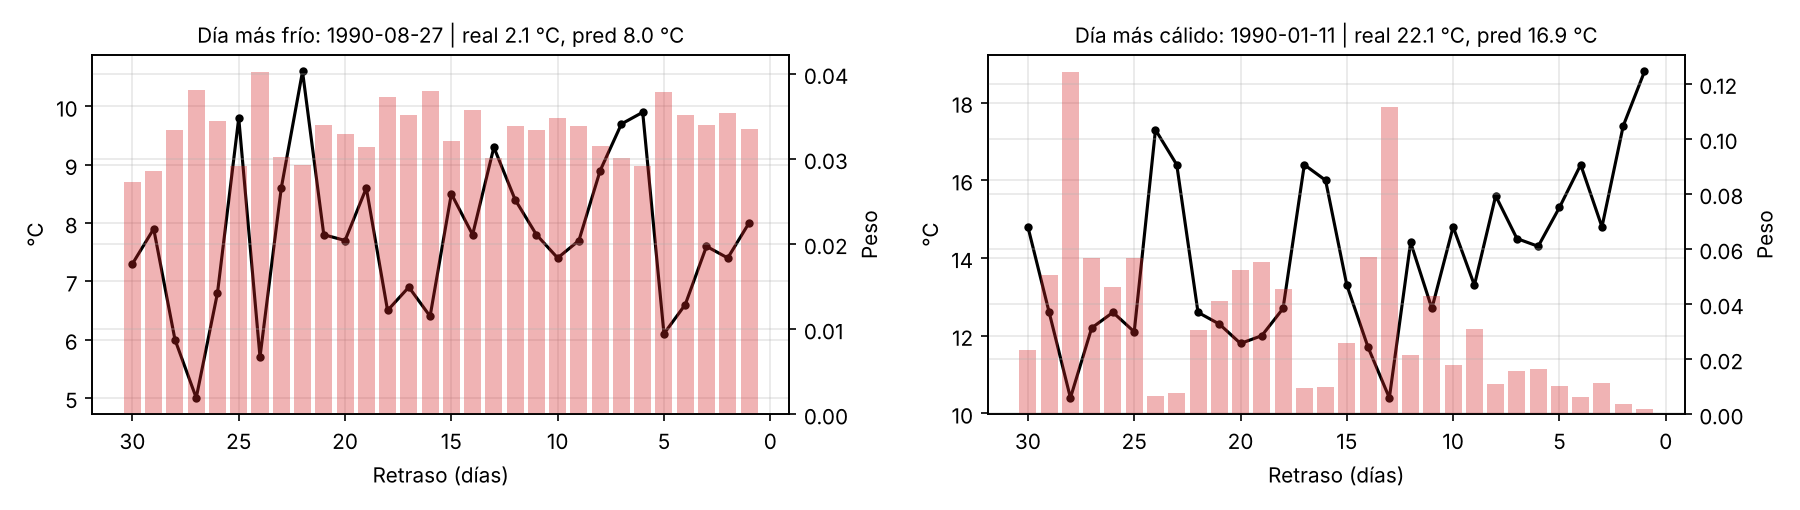 Día más frío: 1990-08-27 | real 2.1 °C, pred 8.0 °C
°C
10
9
8
7
6
5
0.04
0.03
0.02
0.01
0.00
Peso
30 25 20 15 10 5 0
Retraso (días)
Día más cálido: 1990-01-11 | real 22.1 °C, pred 16.9 °C
°C
18
16
14
12
10
0.12
0.10
0.08
0.06
0.04
0.02
0.00
Peso
30 25 20 15 10 5 0
Retraso (días)